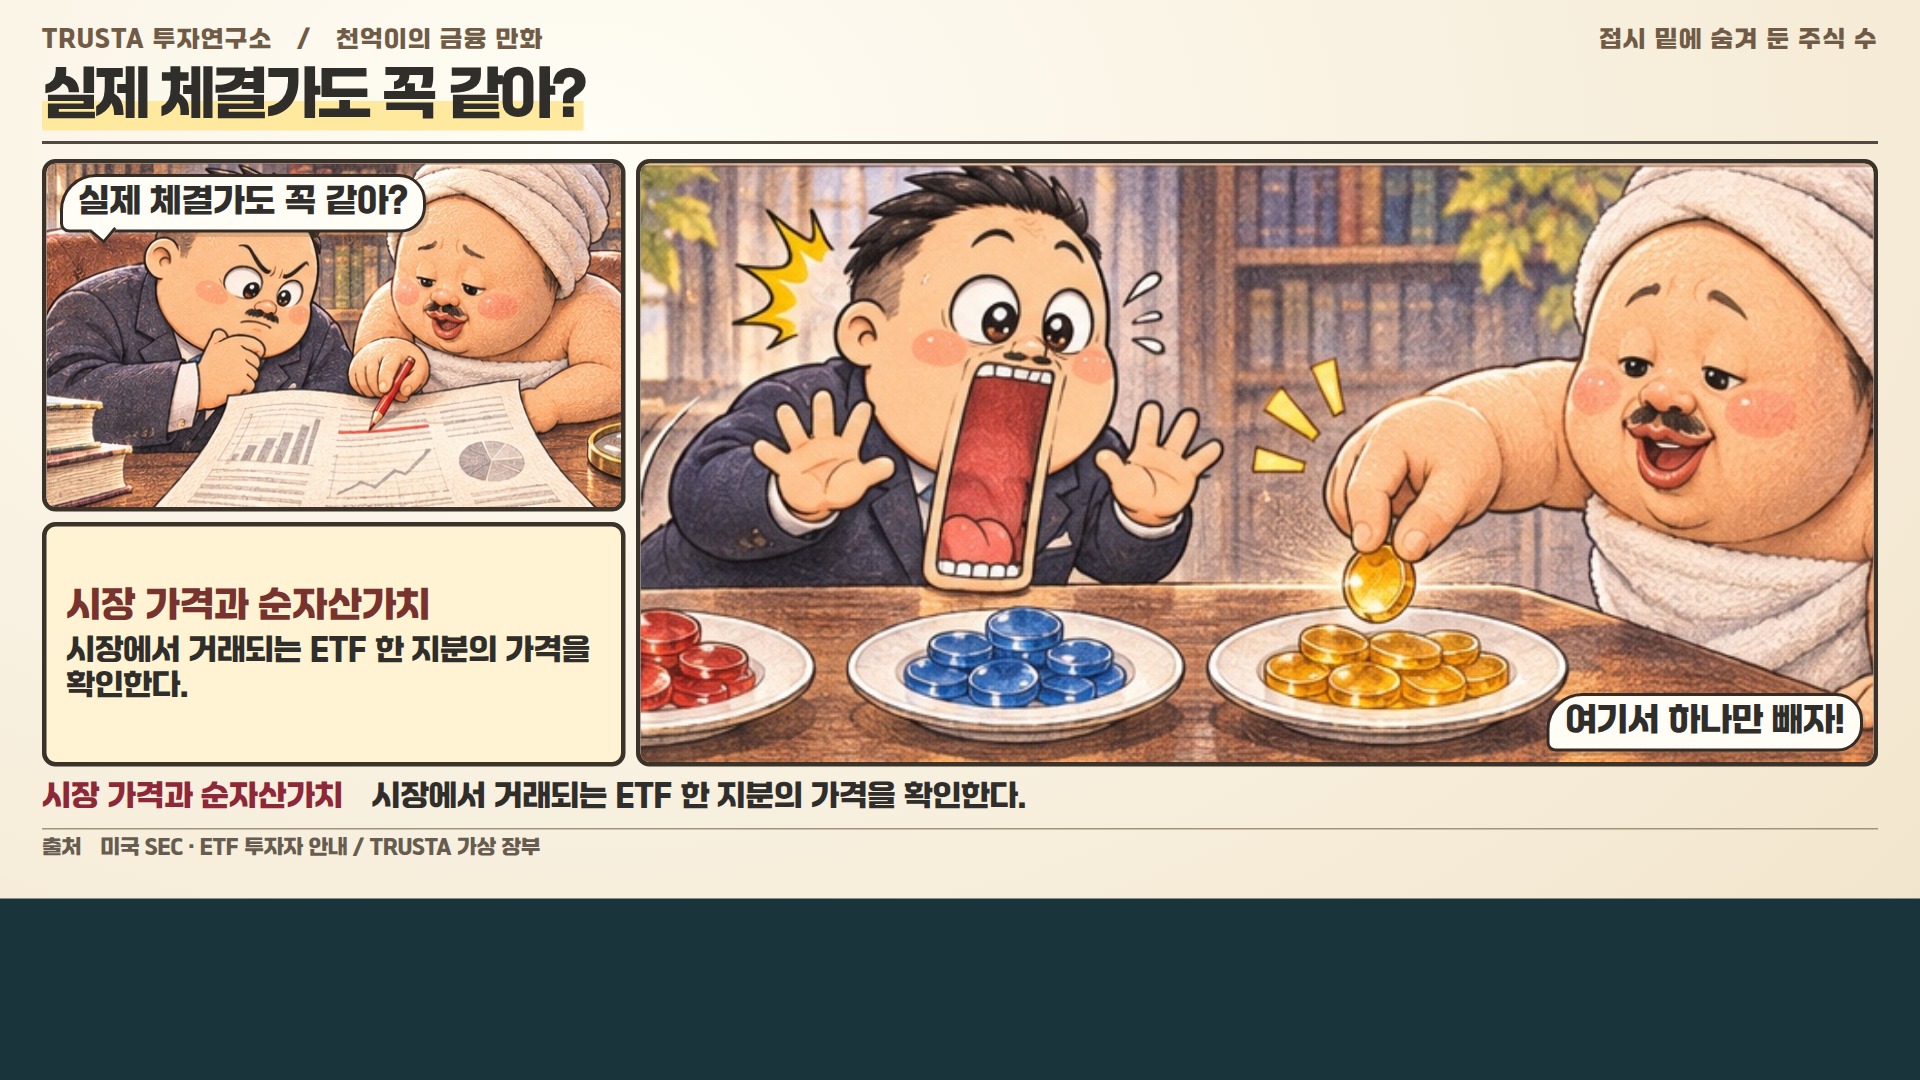 TRUSTA 투자연구소 / 천억이의 금융 만화
접시 밑에 숨겨 둔 주식 수
실제 체결가도 꼭 같아?
실제 체결가도 꼭 같아?
시장 가격과 순자산가치
시장에서 거래되는 ETF 한 지분의 가격을
확인한다.
여기서 하나만 빼자!
시장 가격과 순자산가치 시장에서 거래되는 ETF 한 지분의 가격을 확인한다.
출처 미국 SEC · ETF 투자자 안내 / TRUSTA 가상 장부